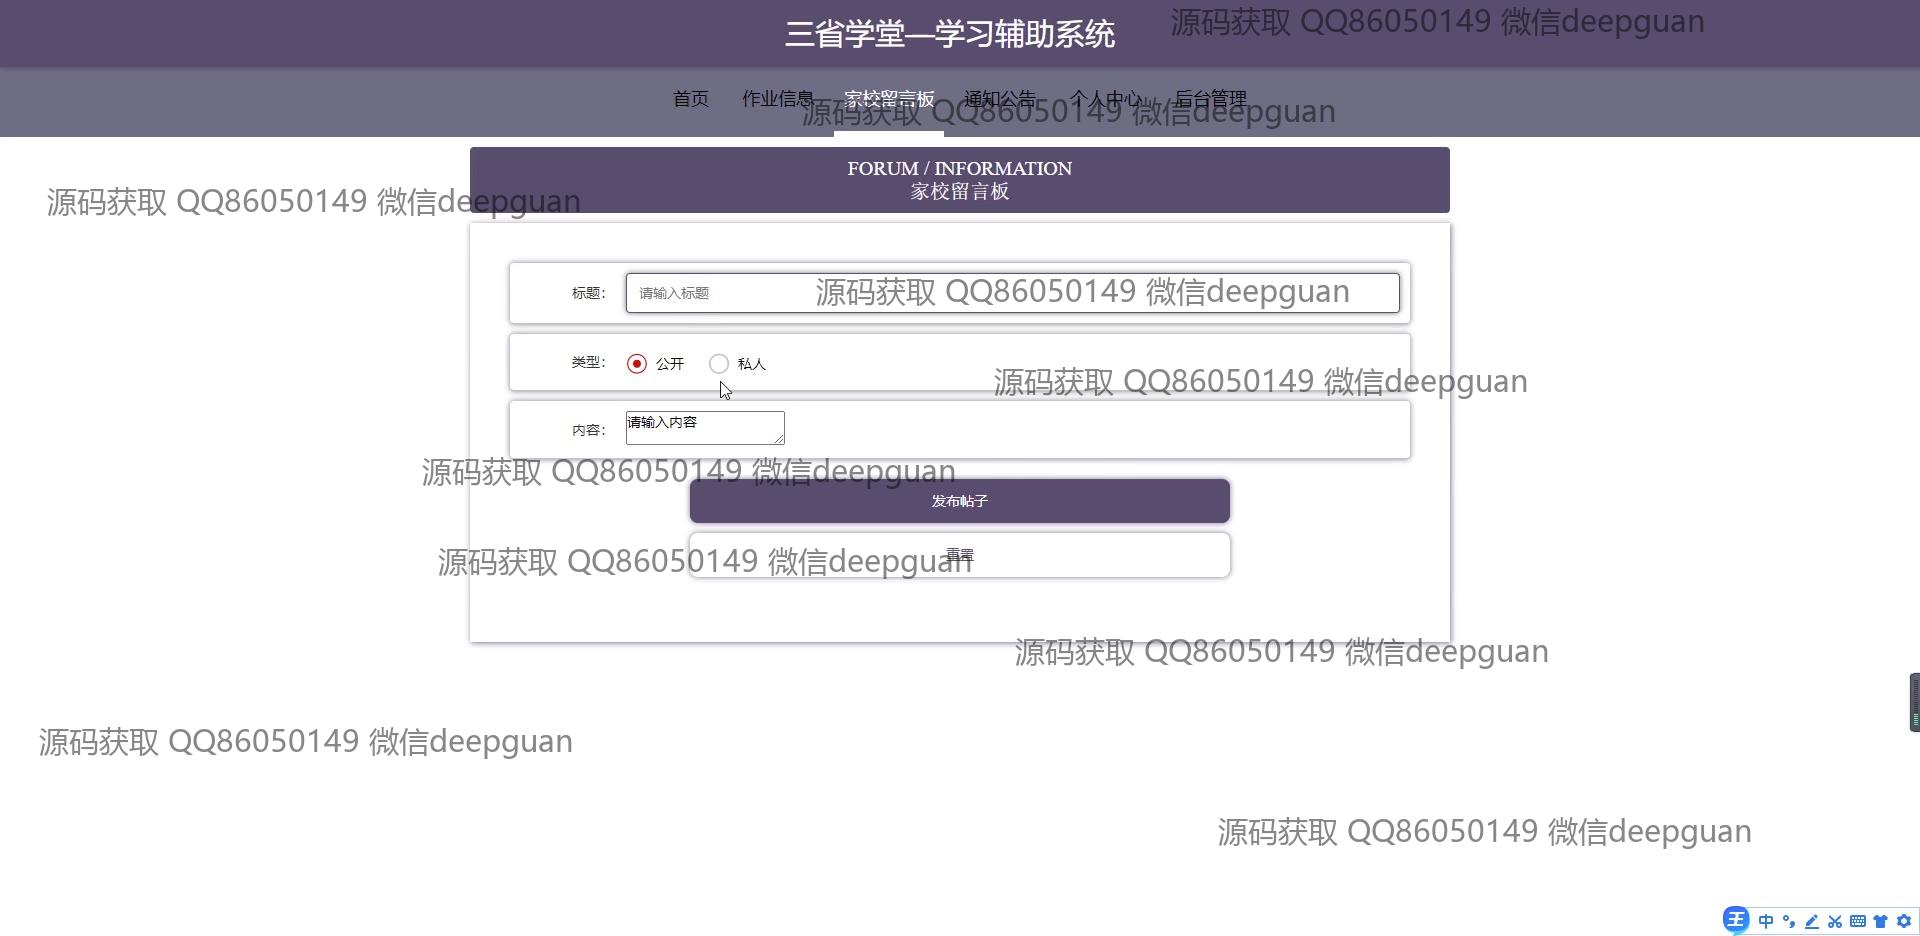 三省学堂—学习辅助系统
源码获取 QQ86050149 微信deepguan
首页 作业信息 家校留言板 通知公告 个人中心 后台管理
源码获取 QQ86050149 微信deepguan
FORUM / INFORMATION
家校留言板
源码获取 QQ86050149 微信deepguan
标题： 请输入标题
源码获取 QQ86050149 微信deepguan
类型： 公开 私人
源码获取 QQ86050149 微信deepguan
内容： 请输入内容
源码获取 QQ86050149 微信deepguan
发布帖子
重置
源码获取 QQ86050149 微信deepguan
源码获取 QQ86050149 微信deepguan
源码获取 QQ86050149 微信deepguan
源码获取 QQ86050149 微信deepguan
王 中